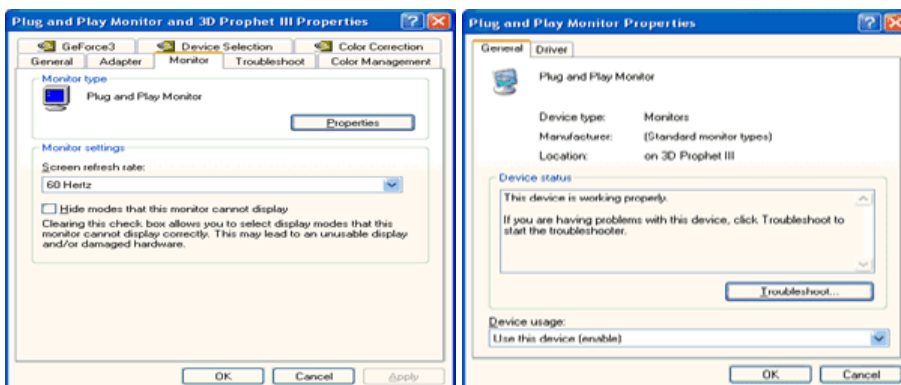 Plug and Play Monitor and 3D Prophet III Properties
GeForce3 Device Selection Color Correction
General Adapter Monitor Troubleshoot Color Management
Monitor type
Plug and Play Monitor
Properties
Monitor settings
Screen refresh rate:
60 Hertz
Hide modes that this monitor cannot display
Clearing this check box allows you to select display modes that this
monitor cannot display correctly. This may lead to an unusable display
and/or damaged hardware.
OK Cancel Apply
Plug and Play Monitor Properties
General Driver
Plug and Play Monitor
Device type: Monitors
Manufacturer: (Standard monitor types)
Location: on 3D Prophet III
Device status
This device is working properly.
If you are having problems with this device, click Troubleshoot to
start the troubleshooter.
Troubleshoot...
Device usage:
Use this device (enable)
OK Cancel